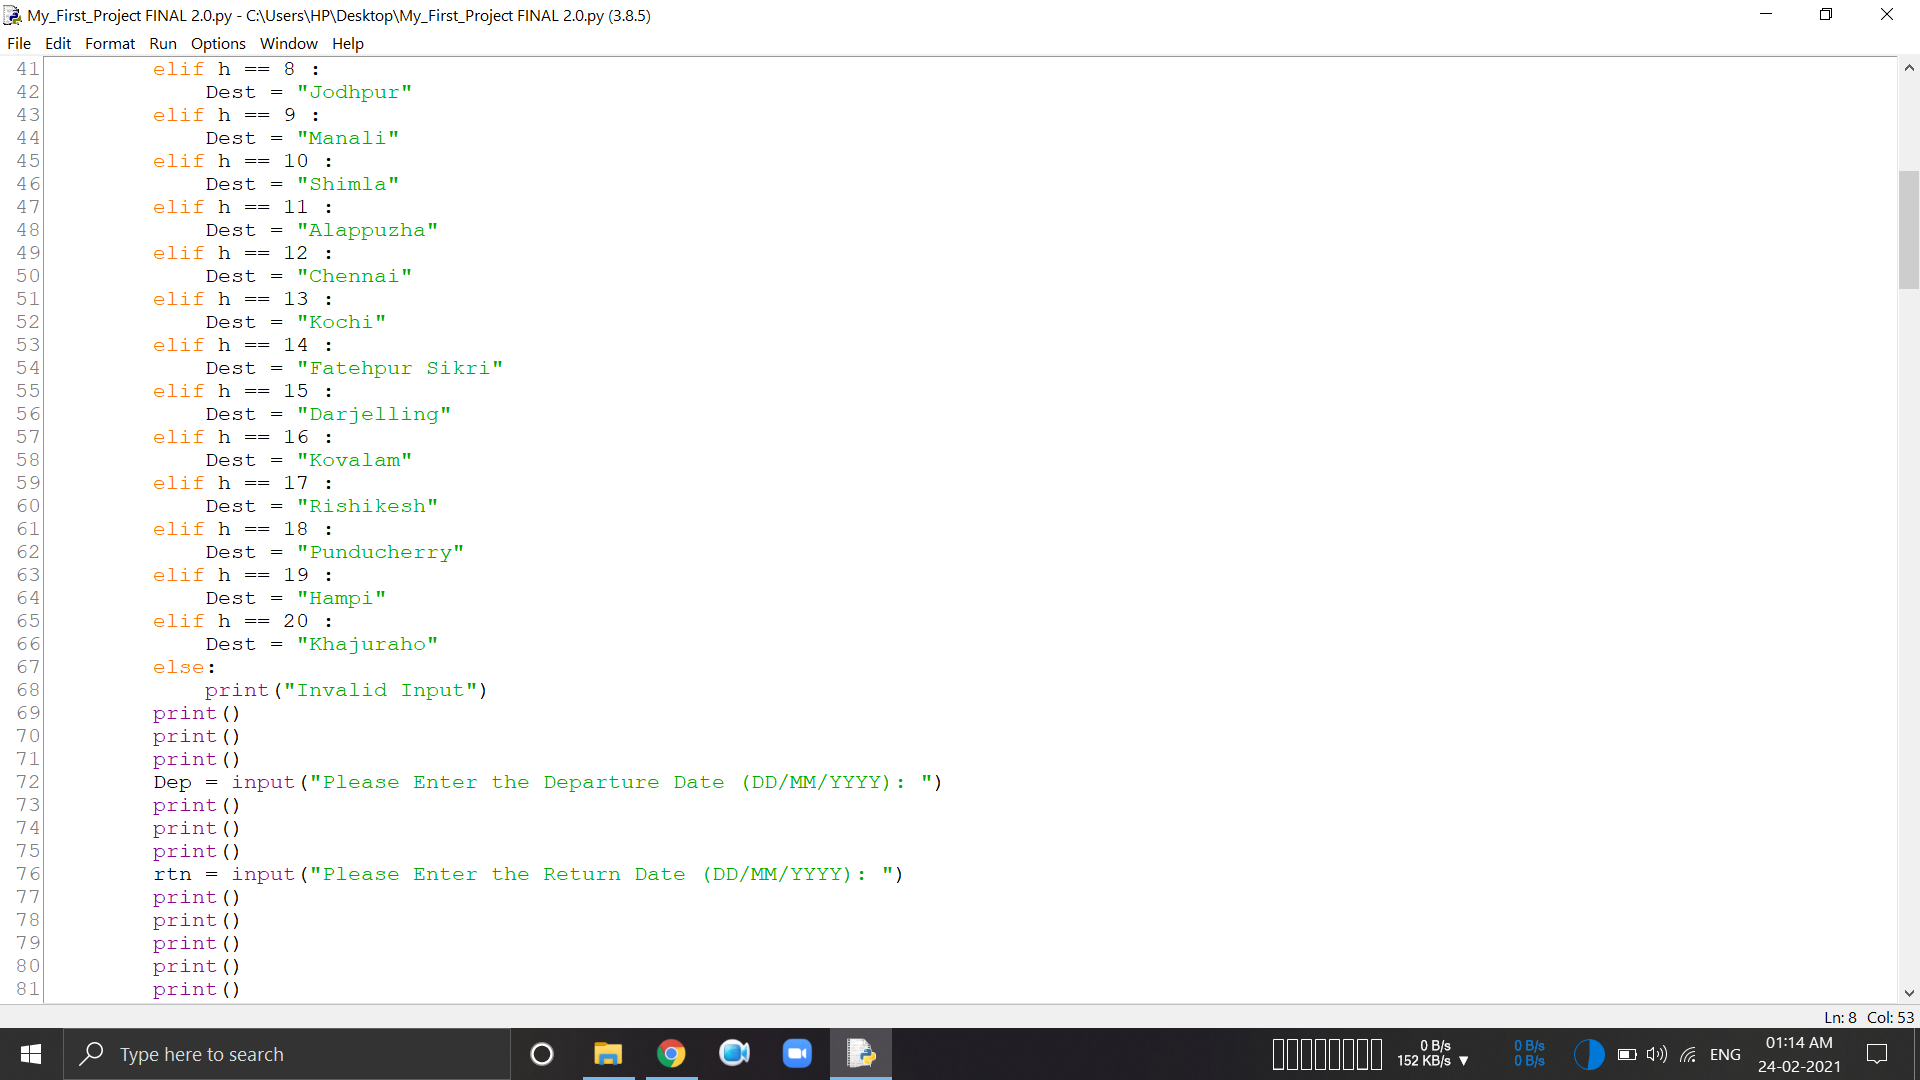 My_First_Project FINAL 2.0.py - C:\Users\HP\Desktop\My_First_Project FINAL 2.0.py (3.8.5)
File Edit Format Run Options Window Help
41 elif h == 8 :
42 Dest = "Jodhpur"
43 elif h == 9 :
44 Dest = "Manali"
45 elif h == 10 :
46 Dest = "Shimla"
47 elif h == 11 :
48 Dest = "Alappuzha"
49 elif h == 12 :
50 Dest = "Chennai"
51 elif h == 13 :
52 Dest = "Kochi"
53 elif h == 14 :
54 Dest = "Fatehpur Sikri"
55 elif h == 15 :
56 Dest = "Darjelling"
57 elif h == 16 :
58 Dest = "Kovalam"
59 elif h == 17 :
60 Dest = "Rishikesh"
61 elif h == 18 :
62 Dest = "Punducherry"
63 elif h == 19 :
64 Dest = "Hampi"
65 elif h == 20 :
66 Dest = "Khajuraho"
67 else:
68 print("Invalid Input")
69 print()
70 print()
71 print()
72 Dep = input("Please Enter the Departure Date (DD/MM/YYYY): ")
73 print()
74 print()
75 print()
76 rtn = input("Please Enter the Return Date (DD/MM/YYYY): ")
77 print()
78 print()
79 print()
80 print()
81 print()
Ln: 8 Col: 53
Type here to search
0 B/s
152 KB/s
0 B/s
0 B/s
ENG
01:14 AM
24-02-2021